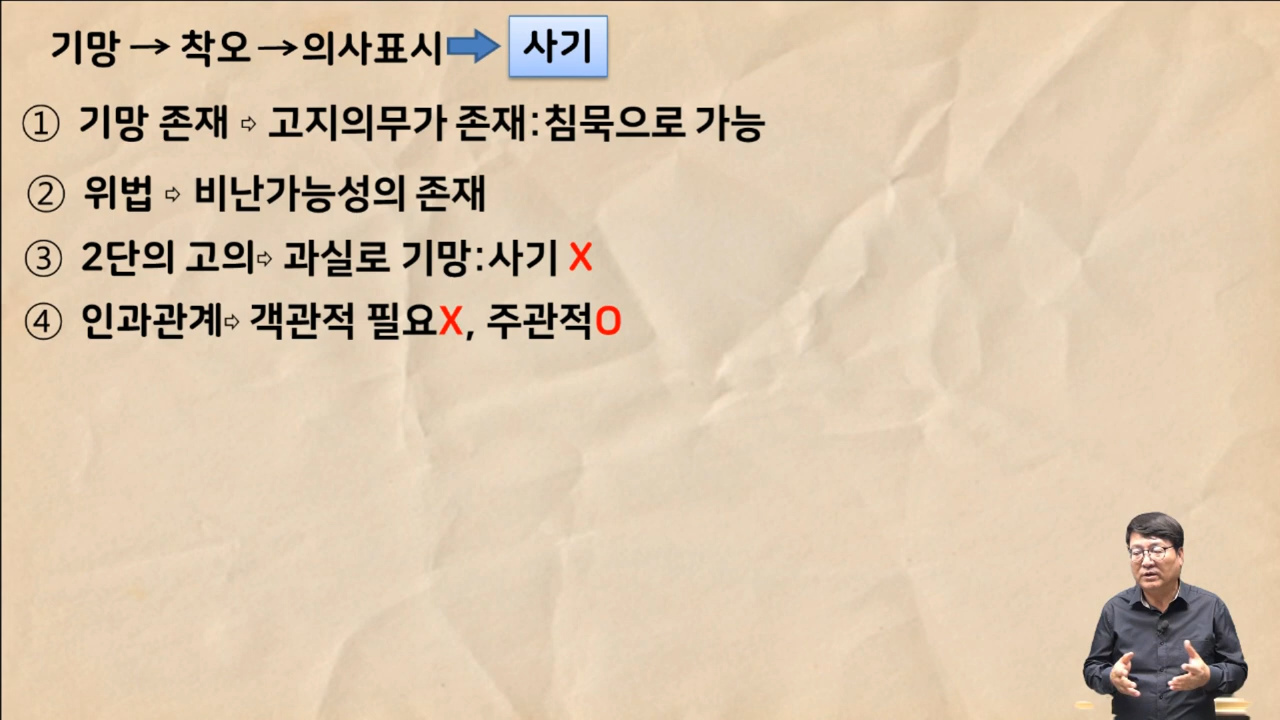 기망 → 착오 → 의사표시 ➡ 사기
① 기망 존재 ⇨ 고지의무가 존재:침묵으로 가능
② 위법 ⇨ 비난가능성의 존재
③ 2단의 고의⇨ 과실로 기망:사기 X
④ 인과관계⇨ 객관적 필요X, 주관적O